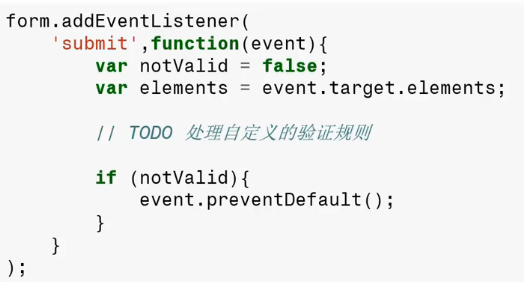 form.addEventListener(
    'submit',function(event){
        var notValid = false;
        var elements = event.target.elements;

        // TODO 处理自定义的验证规则

        if (notValid){
            event.preventDefault();
        }
    }
);